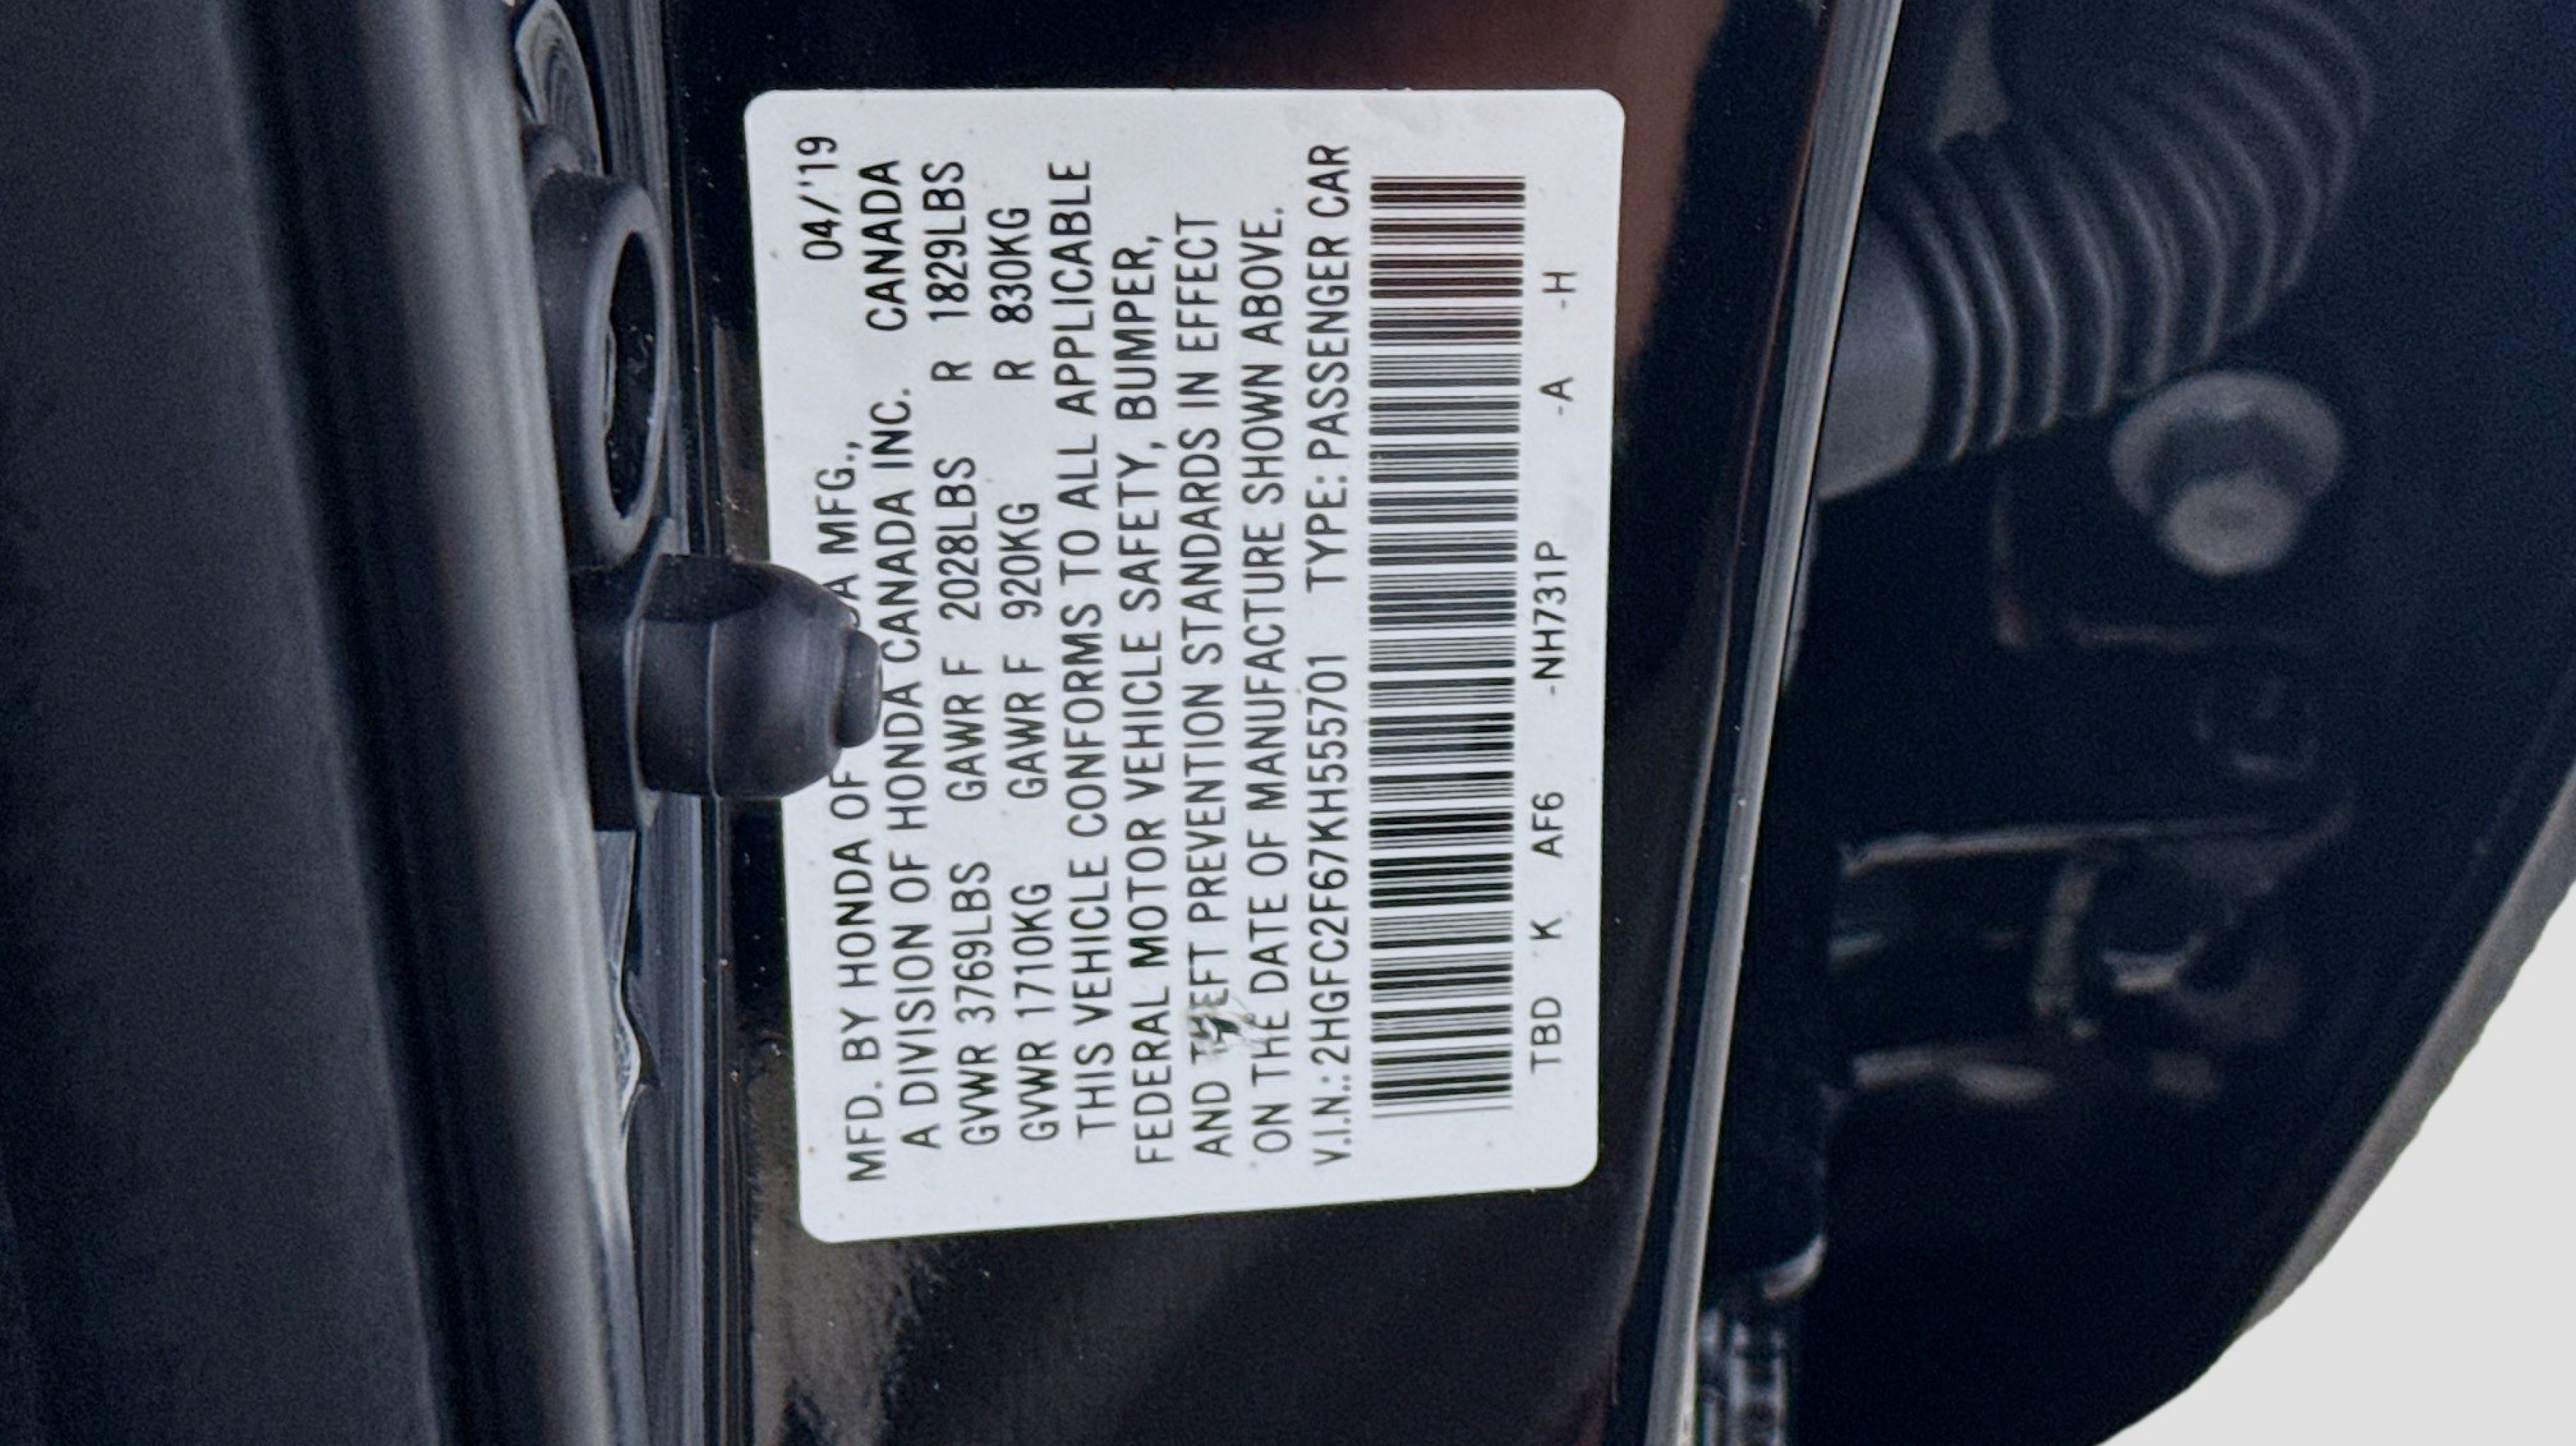 MFD. BY HONDA OF DA MFG., 04/'19
A DIVISION OF HONDA CANADA INC. CANADA
GVWR 3769LBS GAWR F 2028LBS R 1829LBS
GVWR 1710KG GAWR F 920KG R 830KG
THIS VEHICLE CONFORMS TO ALL APPLICABLE
FEDERAL MOTOR VEHICLE SAFETY, BUMPER,
AND THEFT PREVENTION STANDARDS IN EFFECT
ON THE DATE OF MANUFACTURE SHOWN ABOVE.
V.I.N.: 2HGFC2F67KH555701 TYPE: PASSENGER CAR
TBD K AF6 -NH731P -A -H